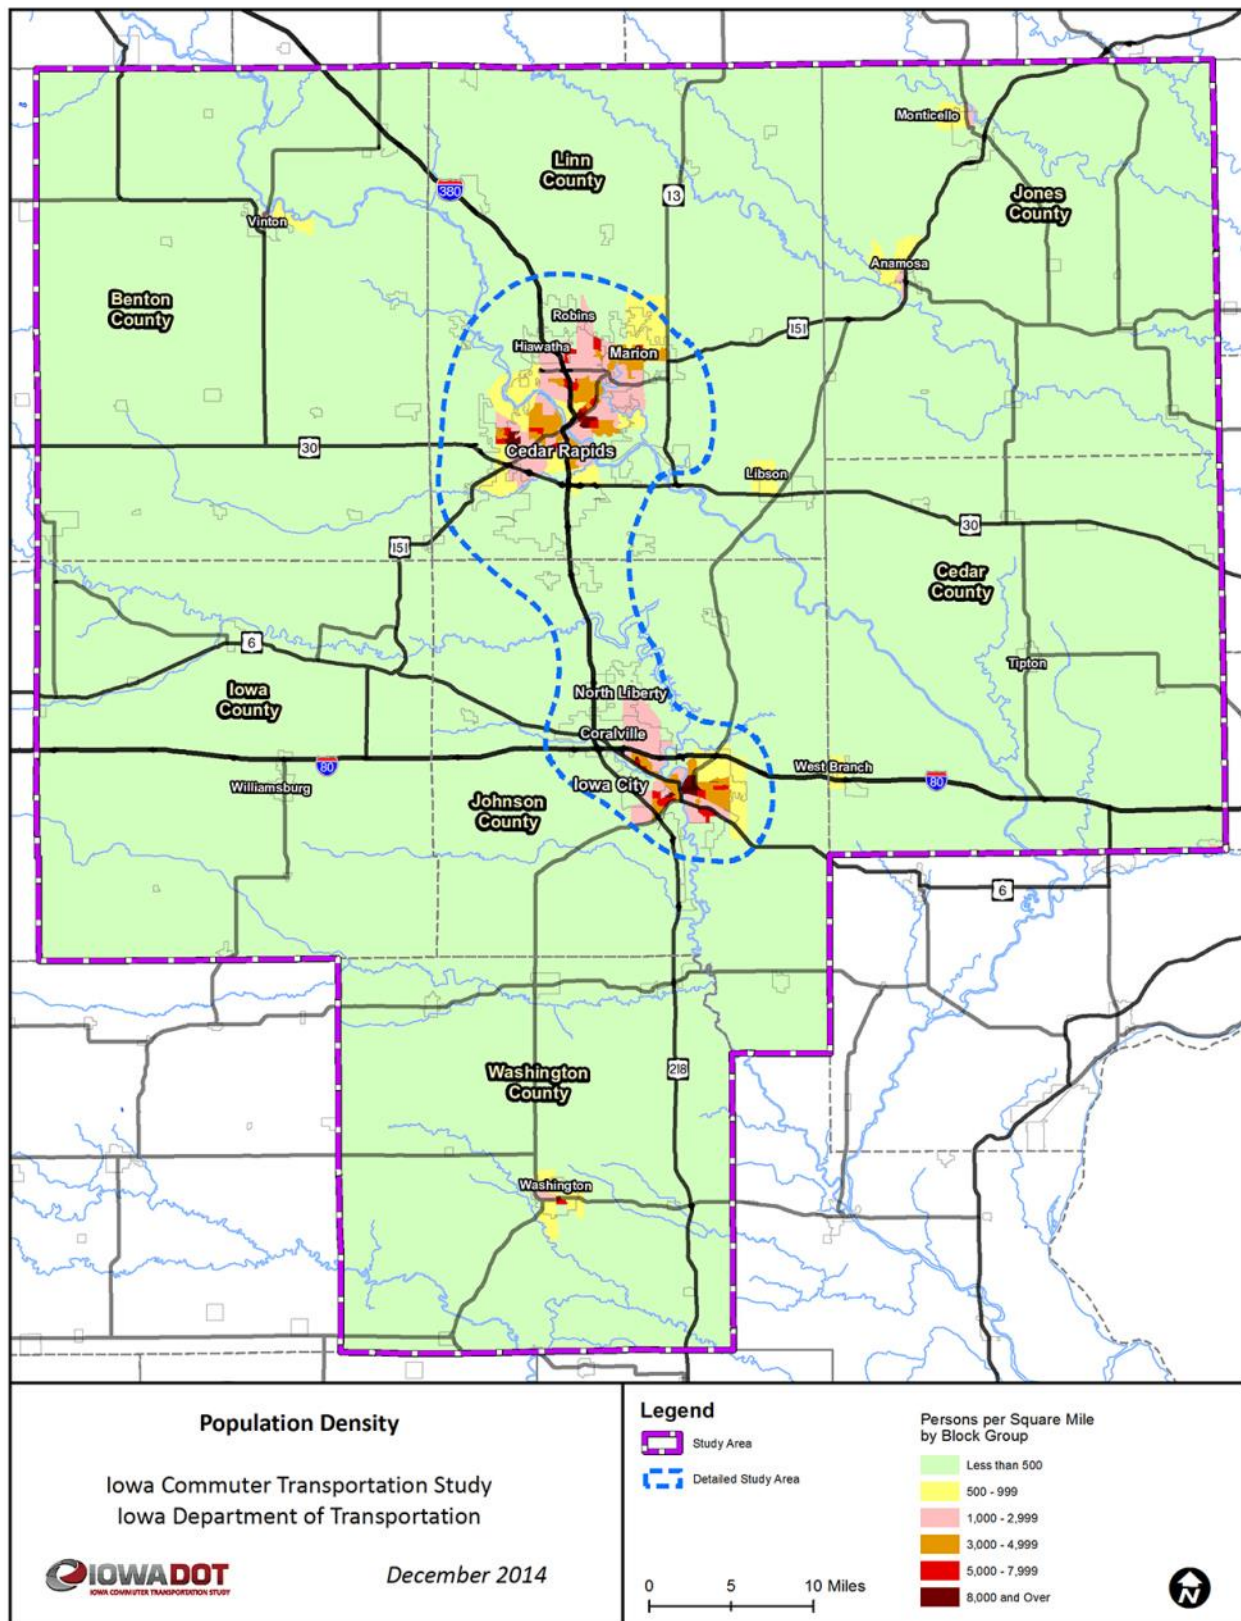 Monticello
Linn
County
380
13
Jones
County
Vinton
Anamosa
Benton
County
Robins
151
Hiawatha
Marion
30
Cedar Rapids
Libson
30
151
Cedar
County
6
Tipton
Iowa
County
North Liberty
Coralville
80
West Branch
80
Williamsburg
Iowa City
Johnson
County
6
Washington
County
218
Washington
Population Density
Iowa Commuter Transportation Study
Iowa Department of Transportation
IOWADOT
IOWA COMMUTER TRANSPORTATION STUDY
December 2014
Legend
Study Area
Detailed Study Area
0 5 10 Miles
Persons per Square Mile
by Block Group
Less than 500
500 - 999
1,000 - 2,999
3,000 - 4,999
5,000 - 7,999
8,000 and Over
N